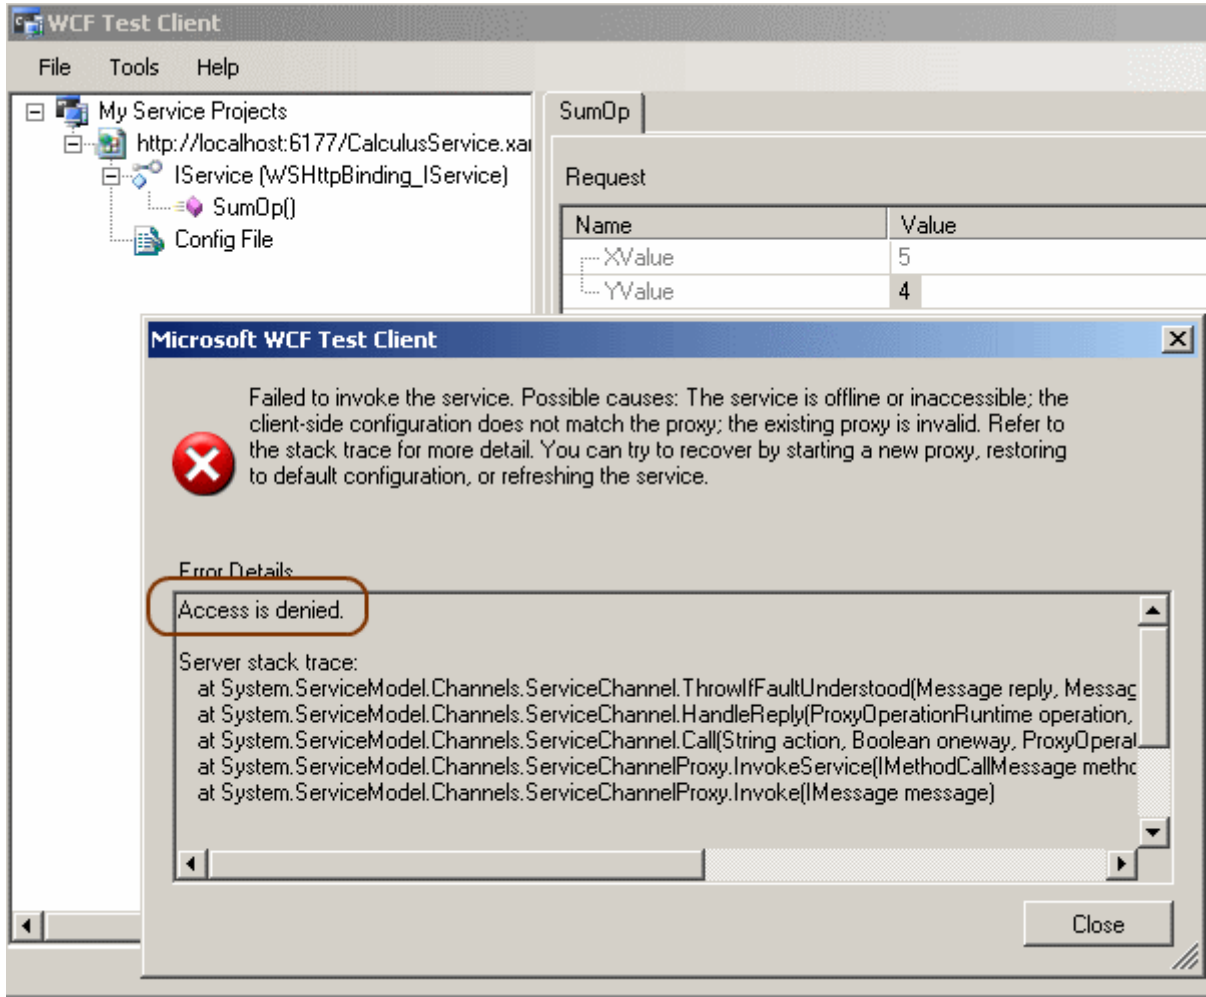 WCF Test Client
File Tools Help
My Service Projects
http://localhost:6177/CalculusService.xar
IService (WSHttpBinding_IService)
SumOp()
Config File
SumOp
Request
Name Value
XValue 5
YValue 4
Microsoft WCF Test Client
Failed to invoke the service. Possible causes: The service is offline or inaccessible; the
client-side configuration does not match the proxy; the existing proxy is invalid. Refer to
the stack trace for more detail. You can try to recover by starting a new proxy, restoring
to default configuration, or refreshing the service.
Error Details
Access is denied.
Server stack trace:
at System.ServiceModel.Channels.ServiceChannel.ThrowIfFaultUnderstood(Message reply, Messag
at System.ServiceModel.Channels.ServiceChannel.HandleReply(ProxyOperationRuntime operation,
at System.ServiceModel.Channels.ServiceChannel.Call(String action, Boolean oneway, ProxyOperat
at System.ServiceModel.Channels.ServiceChannelProxy.InvokeService(IMethodCallMessage methc
at System.ServiceModel.Channels.ServiceChannelProxy.Invoke(IMessage message)
Close